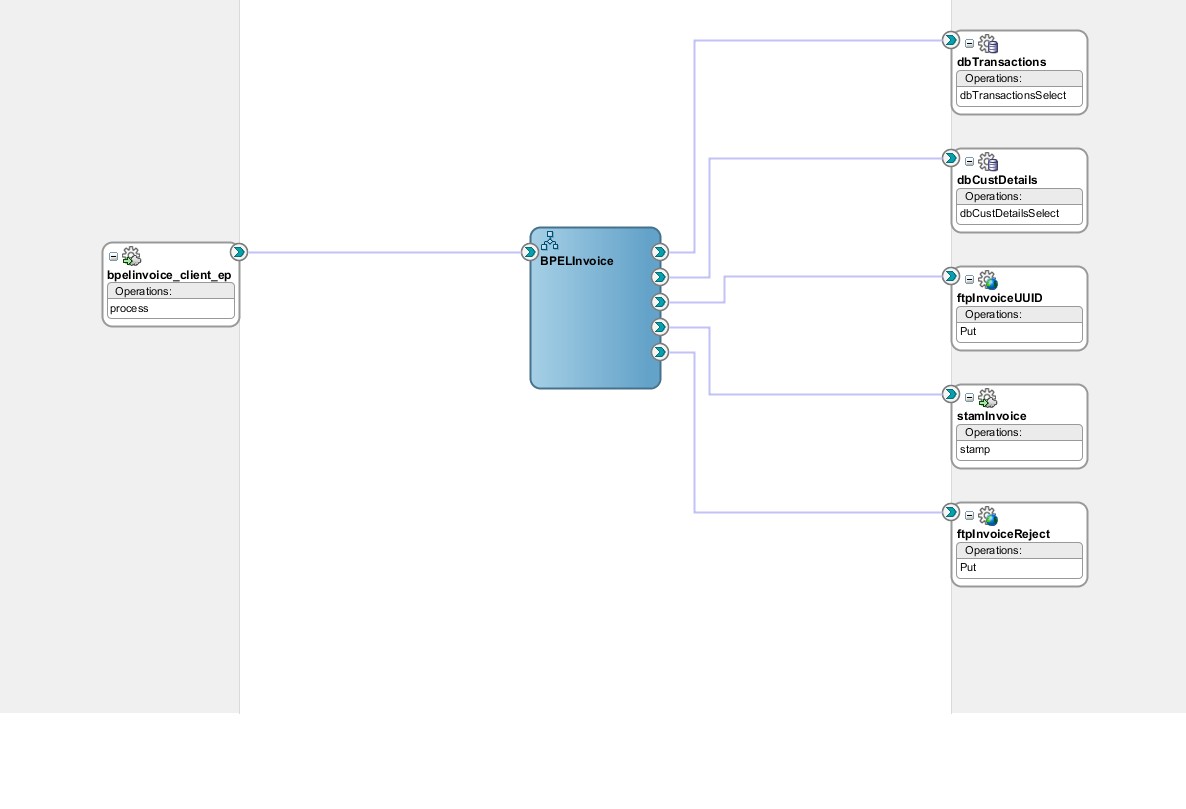 bpelinvoice_client_ep
Operations:
process
BPELInvoice
dbTransactions
Operations:
dbTransactionsSelect
dbCustDetails
Operations:
dbCustDetailsSelect
ftpInvoiceUUID
Operations:
Put
stamInvoice
Operations:
stamp
ftpInvoiceReject
Operations:
Put